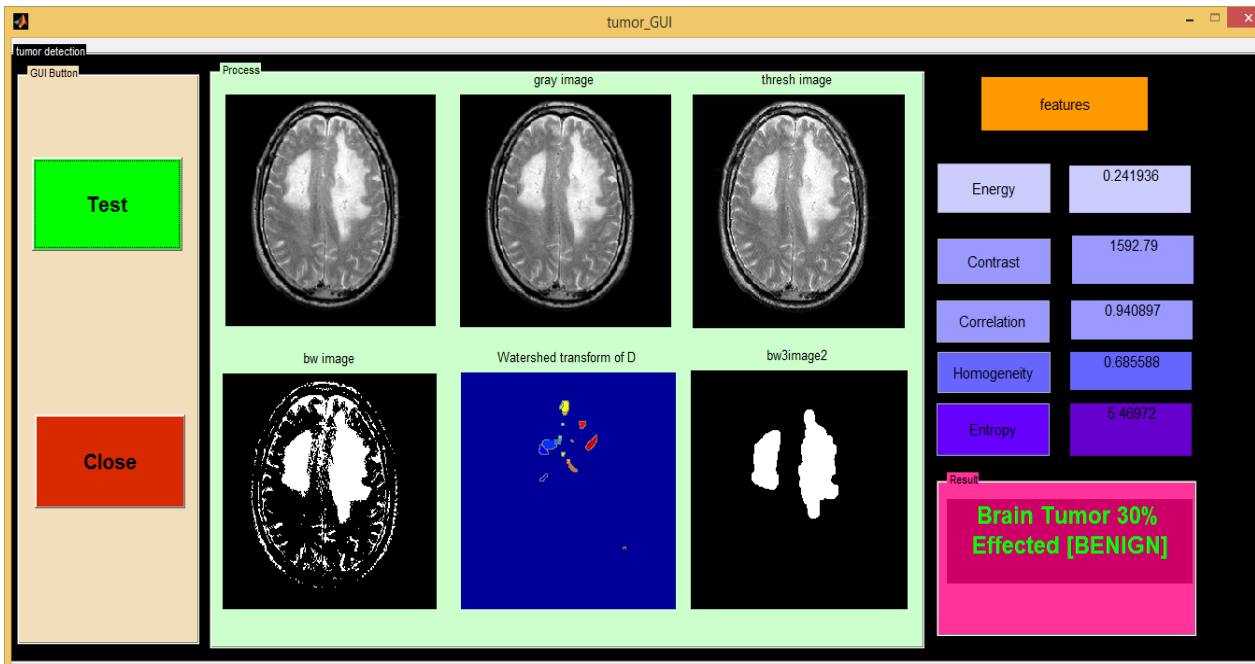 tumor_GUI
tumor detection
GUI Button
Test
Close
Process
gray image
thresh image
bw image
Watershed transform of D
bw3image2
features
Energy
0.241936
Contrast
1592.79
Correlation
0.940897
Homogeneity
0.685588
Entropy
5.46972
Result
Brain Tumor 30%
Effected [BENIGN]